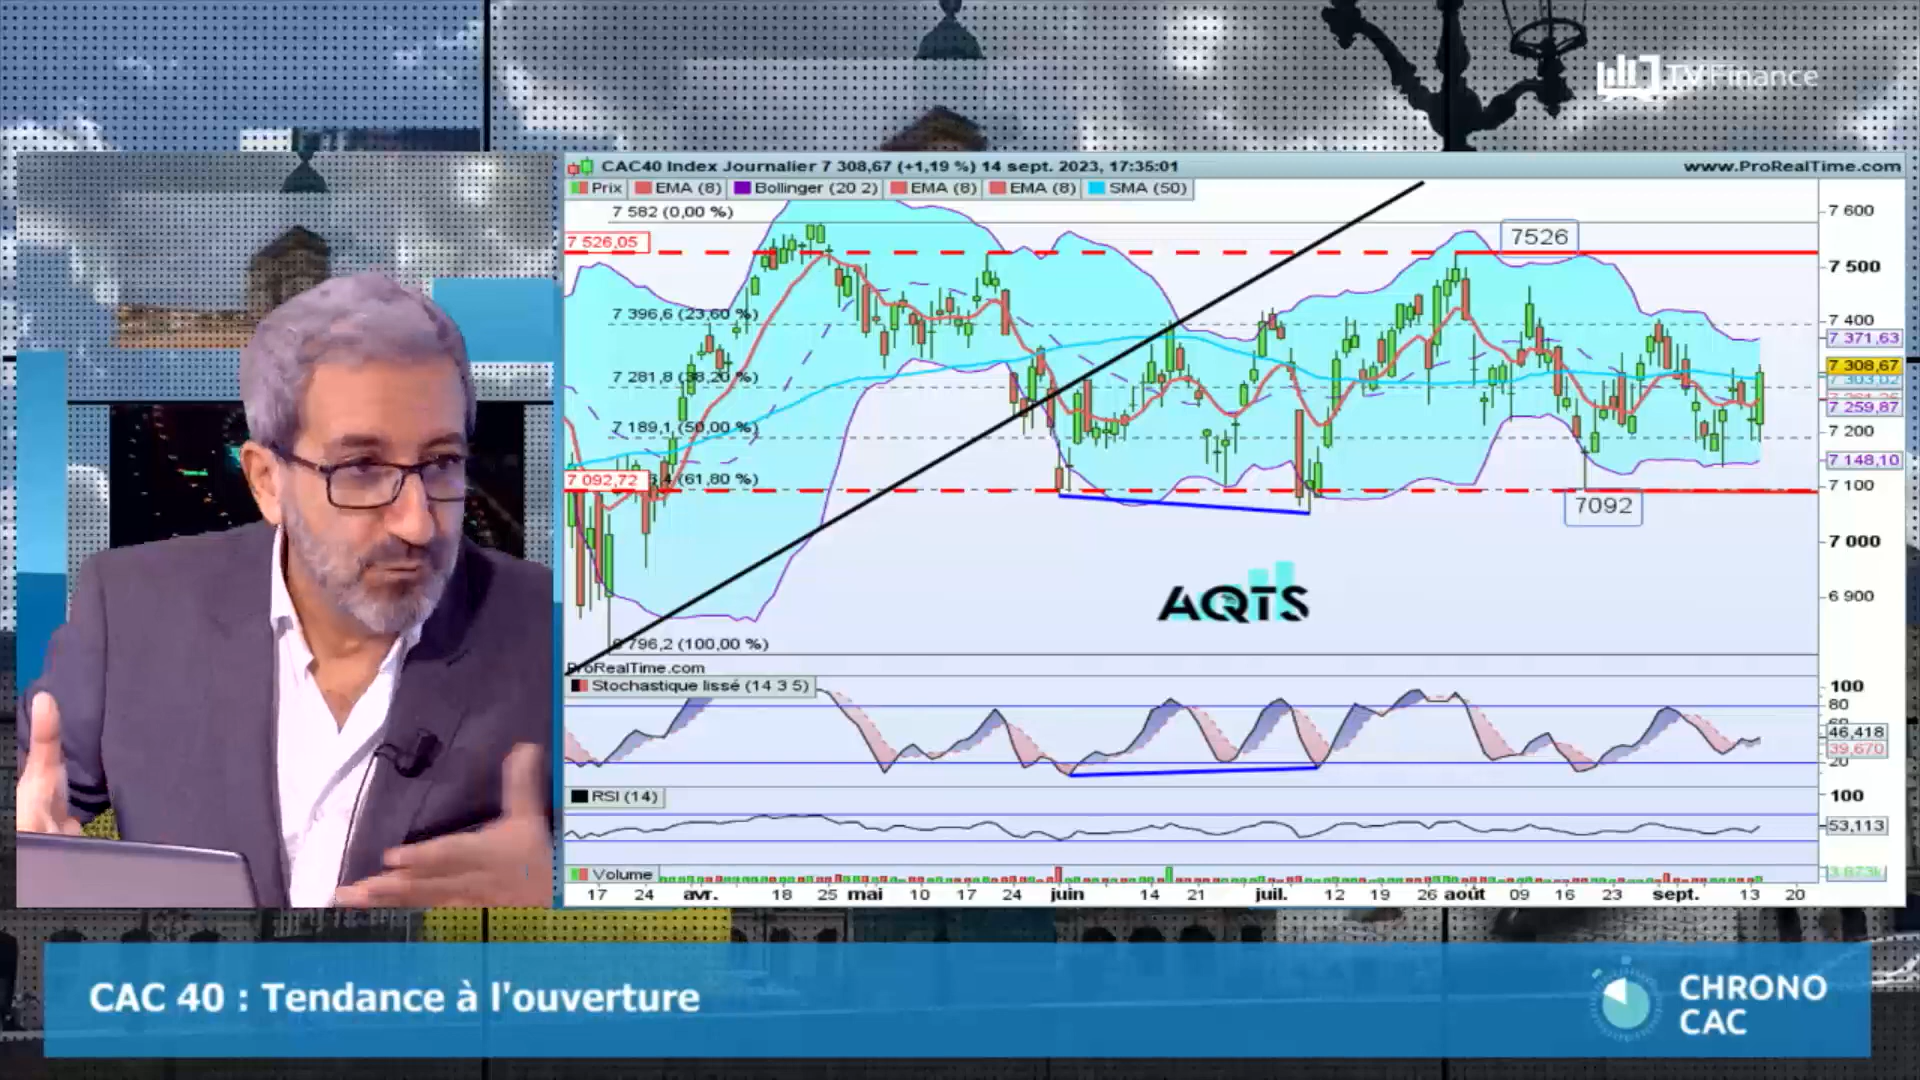 TVFinance
CAC40 Index Journalier 7 308,67 (+1,19 %) 14 sept. 2023, 17:35:01
www.ProRealTime.com
Prix EMA (8) Bollinger (20 2) EMA (8) EMA (8) SMA (50)
7 582 (0,00 %)
7 526,05
7526
7 396,6 (23,60 %)
7 281,8 (38,20 %)
7 189,1 (50,00 %)
7 092,72
(61,80 %)
7092
796,2 (100,00 %)
AQTS
ProRealTime.com
7 600
7 500
7 400
7 371,63
7 308,67
7 303,02
7 259,87
7 200
7 148,10
7 100
7 000
6 900
Stochastique lissé (14 3 5)
100
80
46,418
39,670
20
RSI (14)
100
53,113
Volume
17 24 avr. 18 25 mai 10 17 24 juin 14 21 juil. 12 19 26 août 09 16 23 sept. 13 20
CAC 40 : Tendance à l'ouverture
CHRONO
CAC